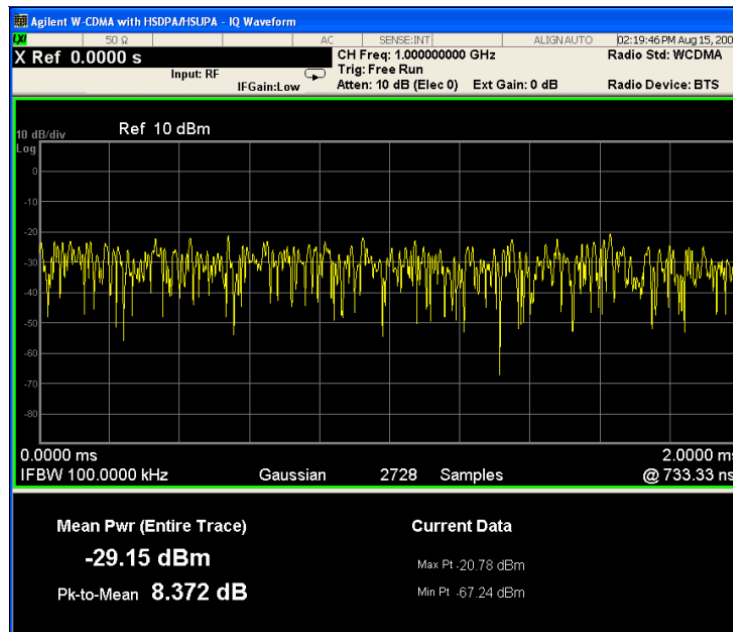 Agilent W-CDMA with HSDPA/HSUPA - IQ Waveform
LXI 50 Ω AC SENSE:INT ALIGN AUTO 02:19:46 PM Aug 15, 200
X Ref 0.0000 s CH Freq: 1.000000000 GHz Radio Std: WCDMA
Input: RF Trig: Free Run
IFGain:Low Atten: 10 dB (Elec 0) Ext Gain: 0 dB Radio Device: BTS
10 dB/div Ref 10 dBm
Log
0
-10
-20
-30
-40
-50
-60
-70
-80
0.0000 ms 2.0000 ms
IFBW 100.0000 kHz Gaussian 2728 Samples @ 733.33 ns
Mean Pwr (Entire Trace) Current Data
-29.15 dBm Max Pt -20.78 dBm
Pk-to-Mean 8.372 dB Min Pt -67.24 dBm